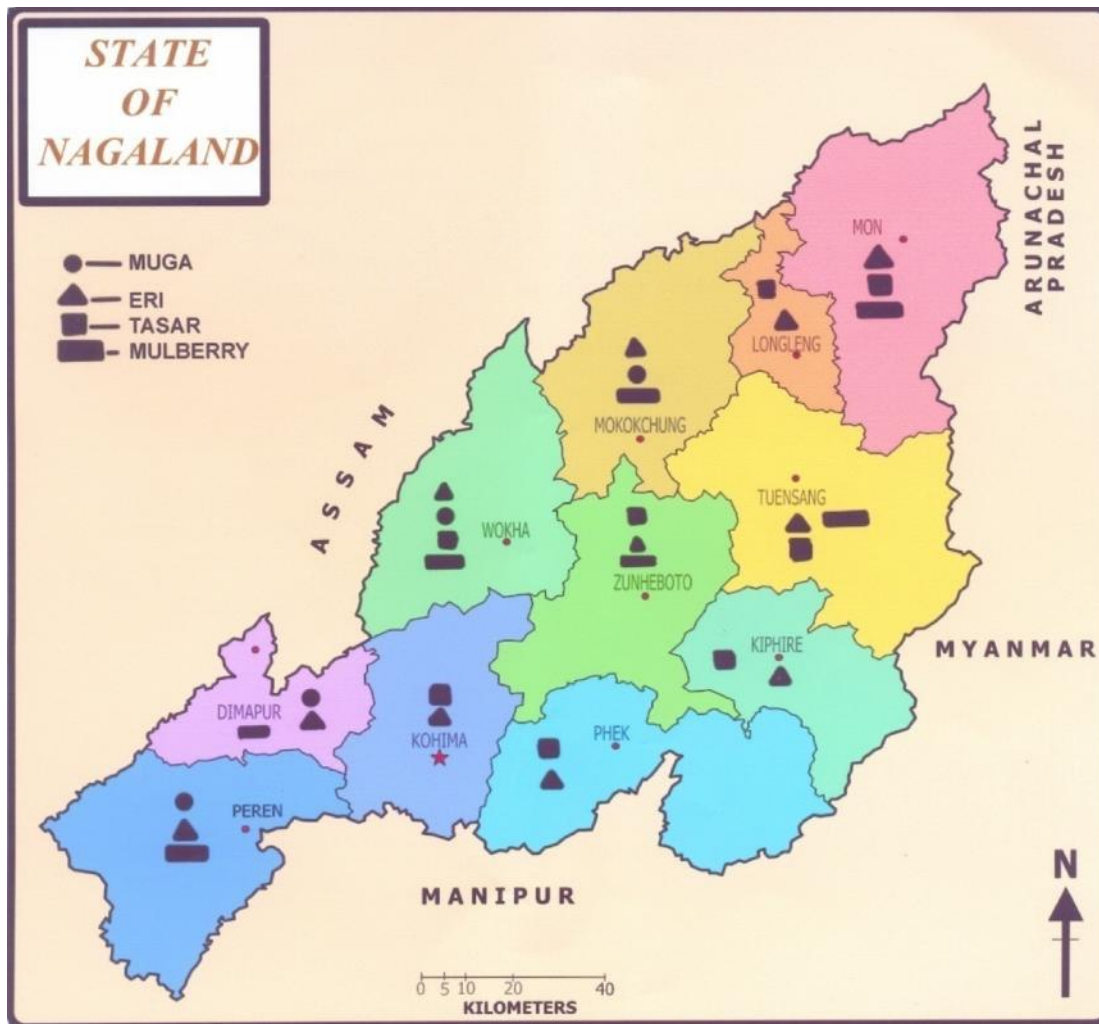 STATE
OF
NAGALAND
MUGA
ERI
TASAR
MULBERRY
ARUNACHAL
PRADESH
MON
LONGLENG
MOKOKCHUNG
ASSAM
TUENSANG
WOKHA
ZUNHEBOTO
KIPHIRE
MYANMAR
DIMAPUR
KOHIMA
PHEK
PEREN
MANIPUR
N
0 5 10 20 40
KILOMETERS